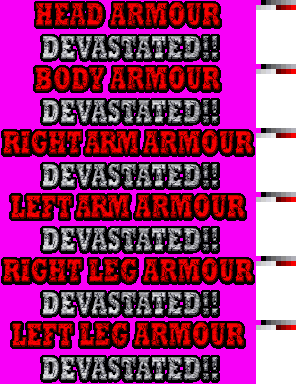 HEAD ARMOUR
DEVASTATED!!
BODY ARMOUR
DEVASTATED!!
RIGHT ARM ARMOUR
DEVASTATED!!
LEFT ARM ARMOUR
DEVASTATED!!
RIGHT LEG ARMOUR
DEVASTATED!!
LEFT LEG ARMOUR
DEVASTATED!!